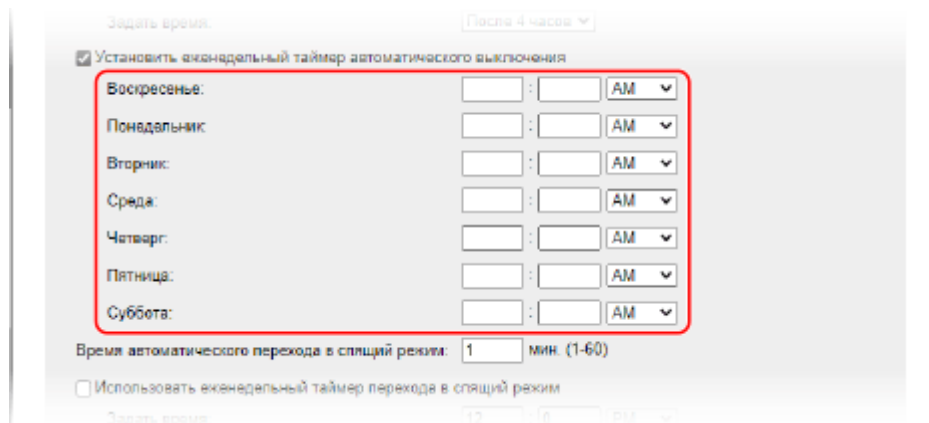 Задать время: После 4 часов
Установить еженедельный таймер автоматического выключения
Воскресенье: : AM
Понедельник: : AM
Вторник: : AM
Среда: : AM
Четверг: : AM
Пятница: : AM
Суббота: : AM
Время автоматического перехода в спящий режим: 1 мин. (1-60)
Использовать еженедельный таймер перехода в спящий режим
Задать время: 12 : 0 PM